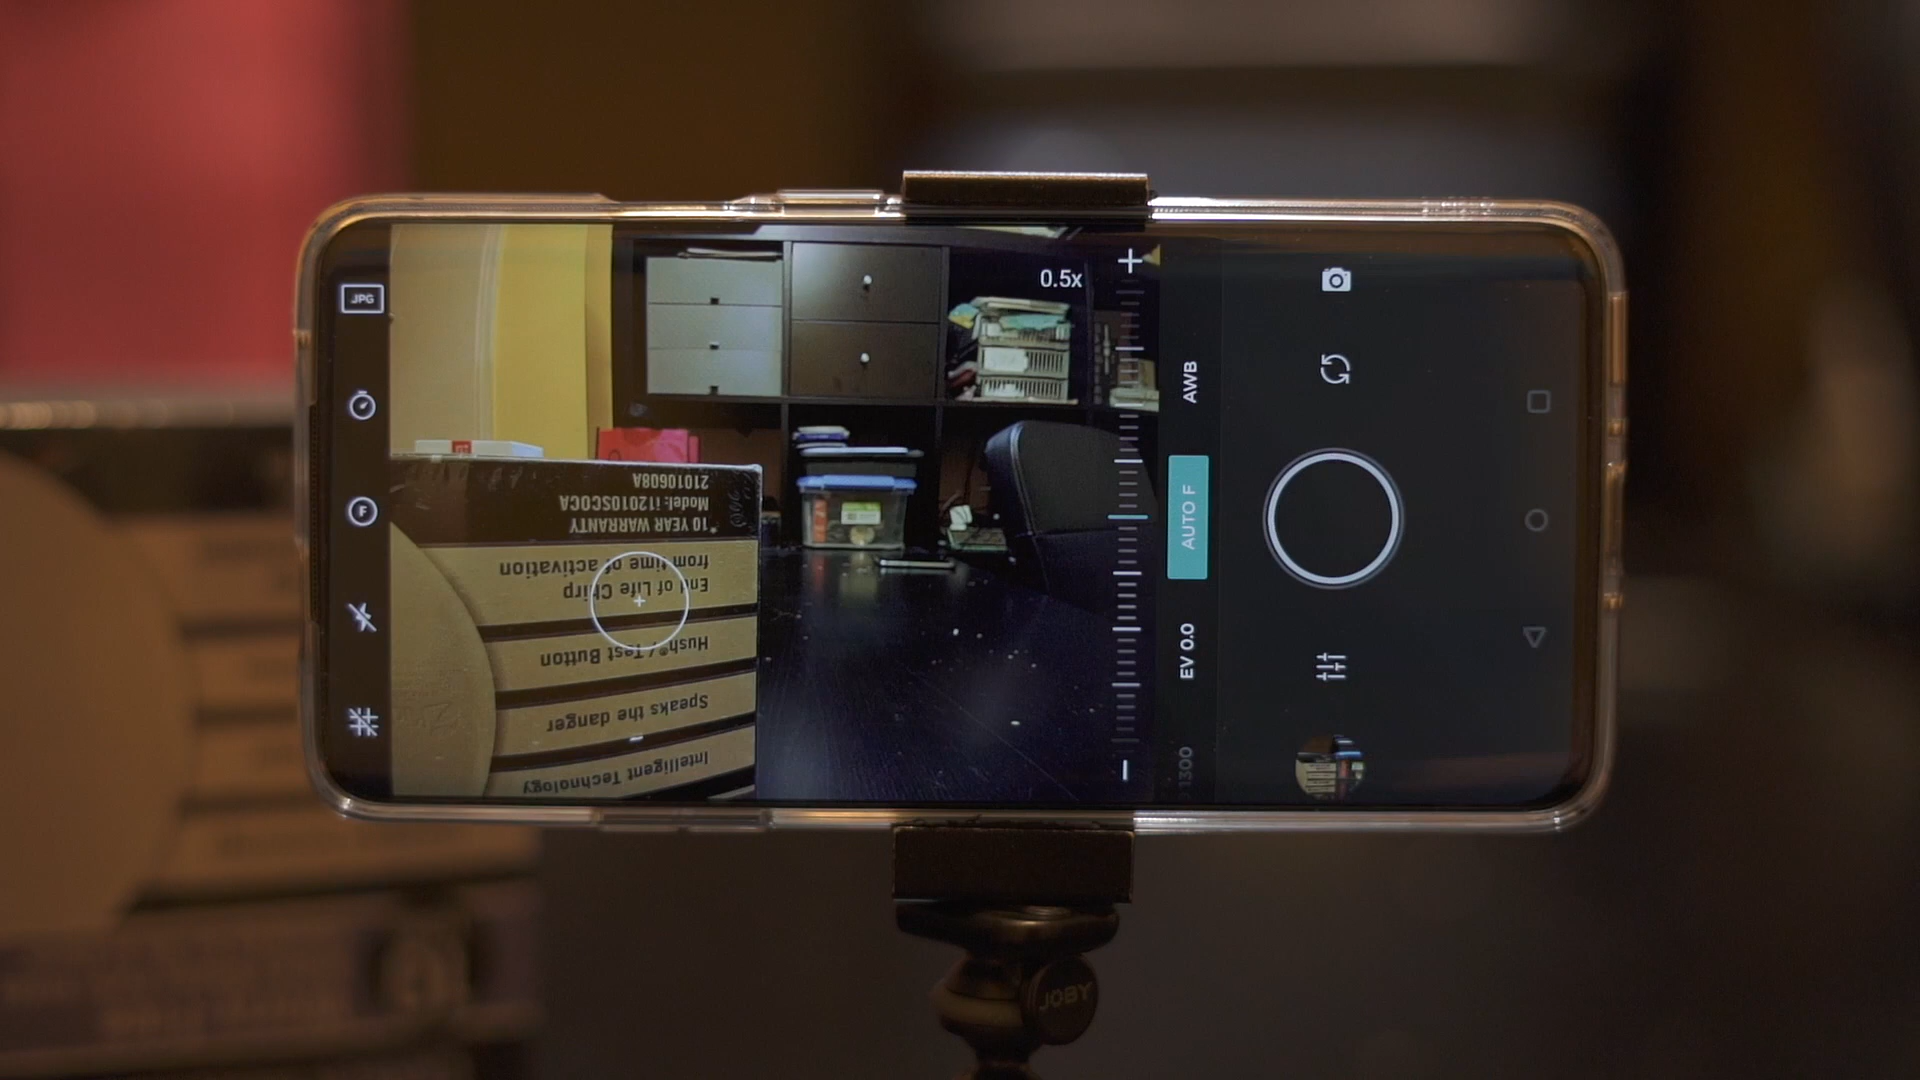 JPG
F
0.5x
AWB
AUTO F
EV 0.0
1300
21010608A
Model: i12010SCOCA
10 YEAR WARRANTY
End of Life Chirp
from time of activation
Hush® / Test Button
Speaks the danger
Intelligent Technology
JOBY